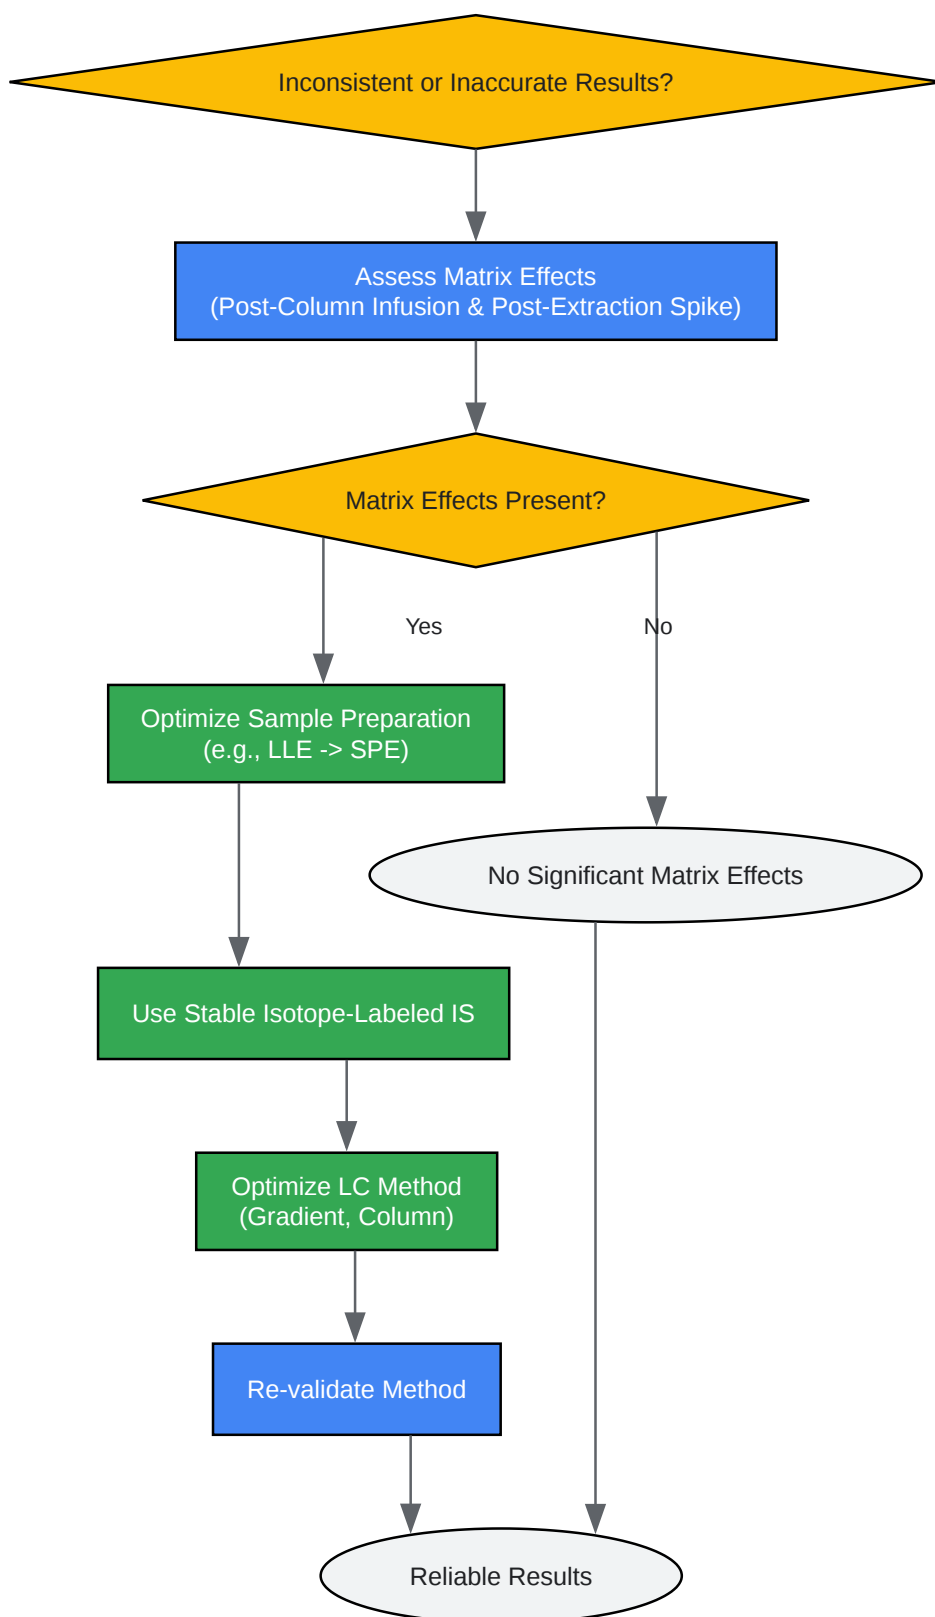 Inconsistent or Inaccurate Results?
Assess Matrix Effects
(Post-Column Infusion & Post-Extraction Spike)
Matrix Effects Present?
Yes
No
Optimize Sample Preparation
(e.g., LLE -> SPE)
No Significant Matrix Effects
Use Stable Isotope-Labeled IS
Optimize LC Method
(Gradient, Column)
Re-validate Method
Reliable Results